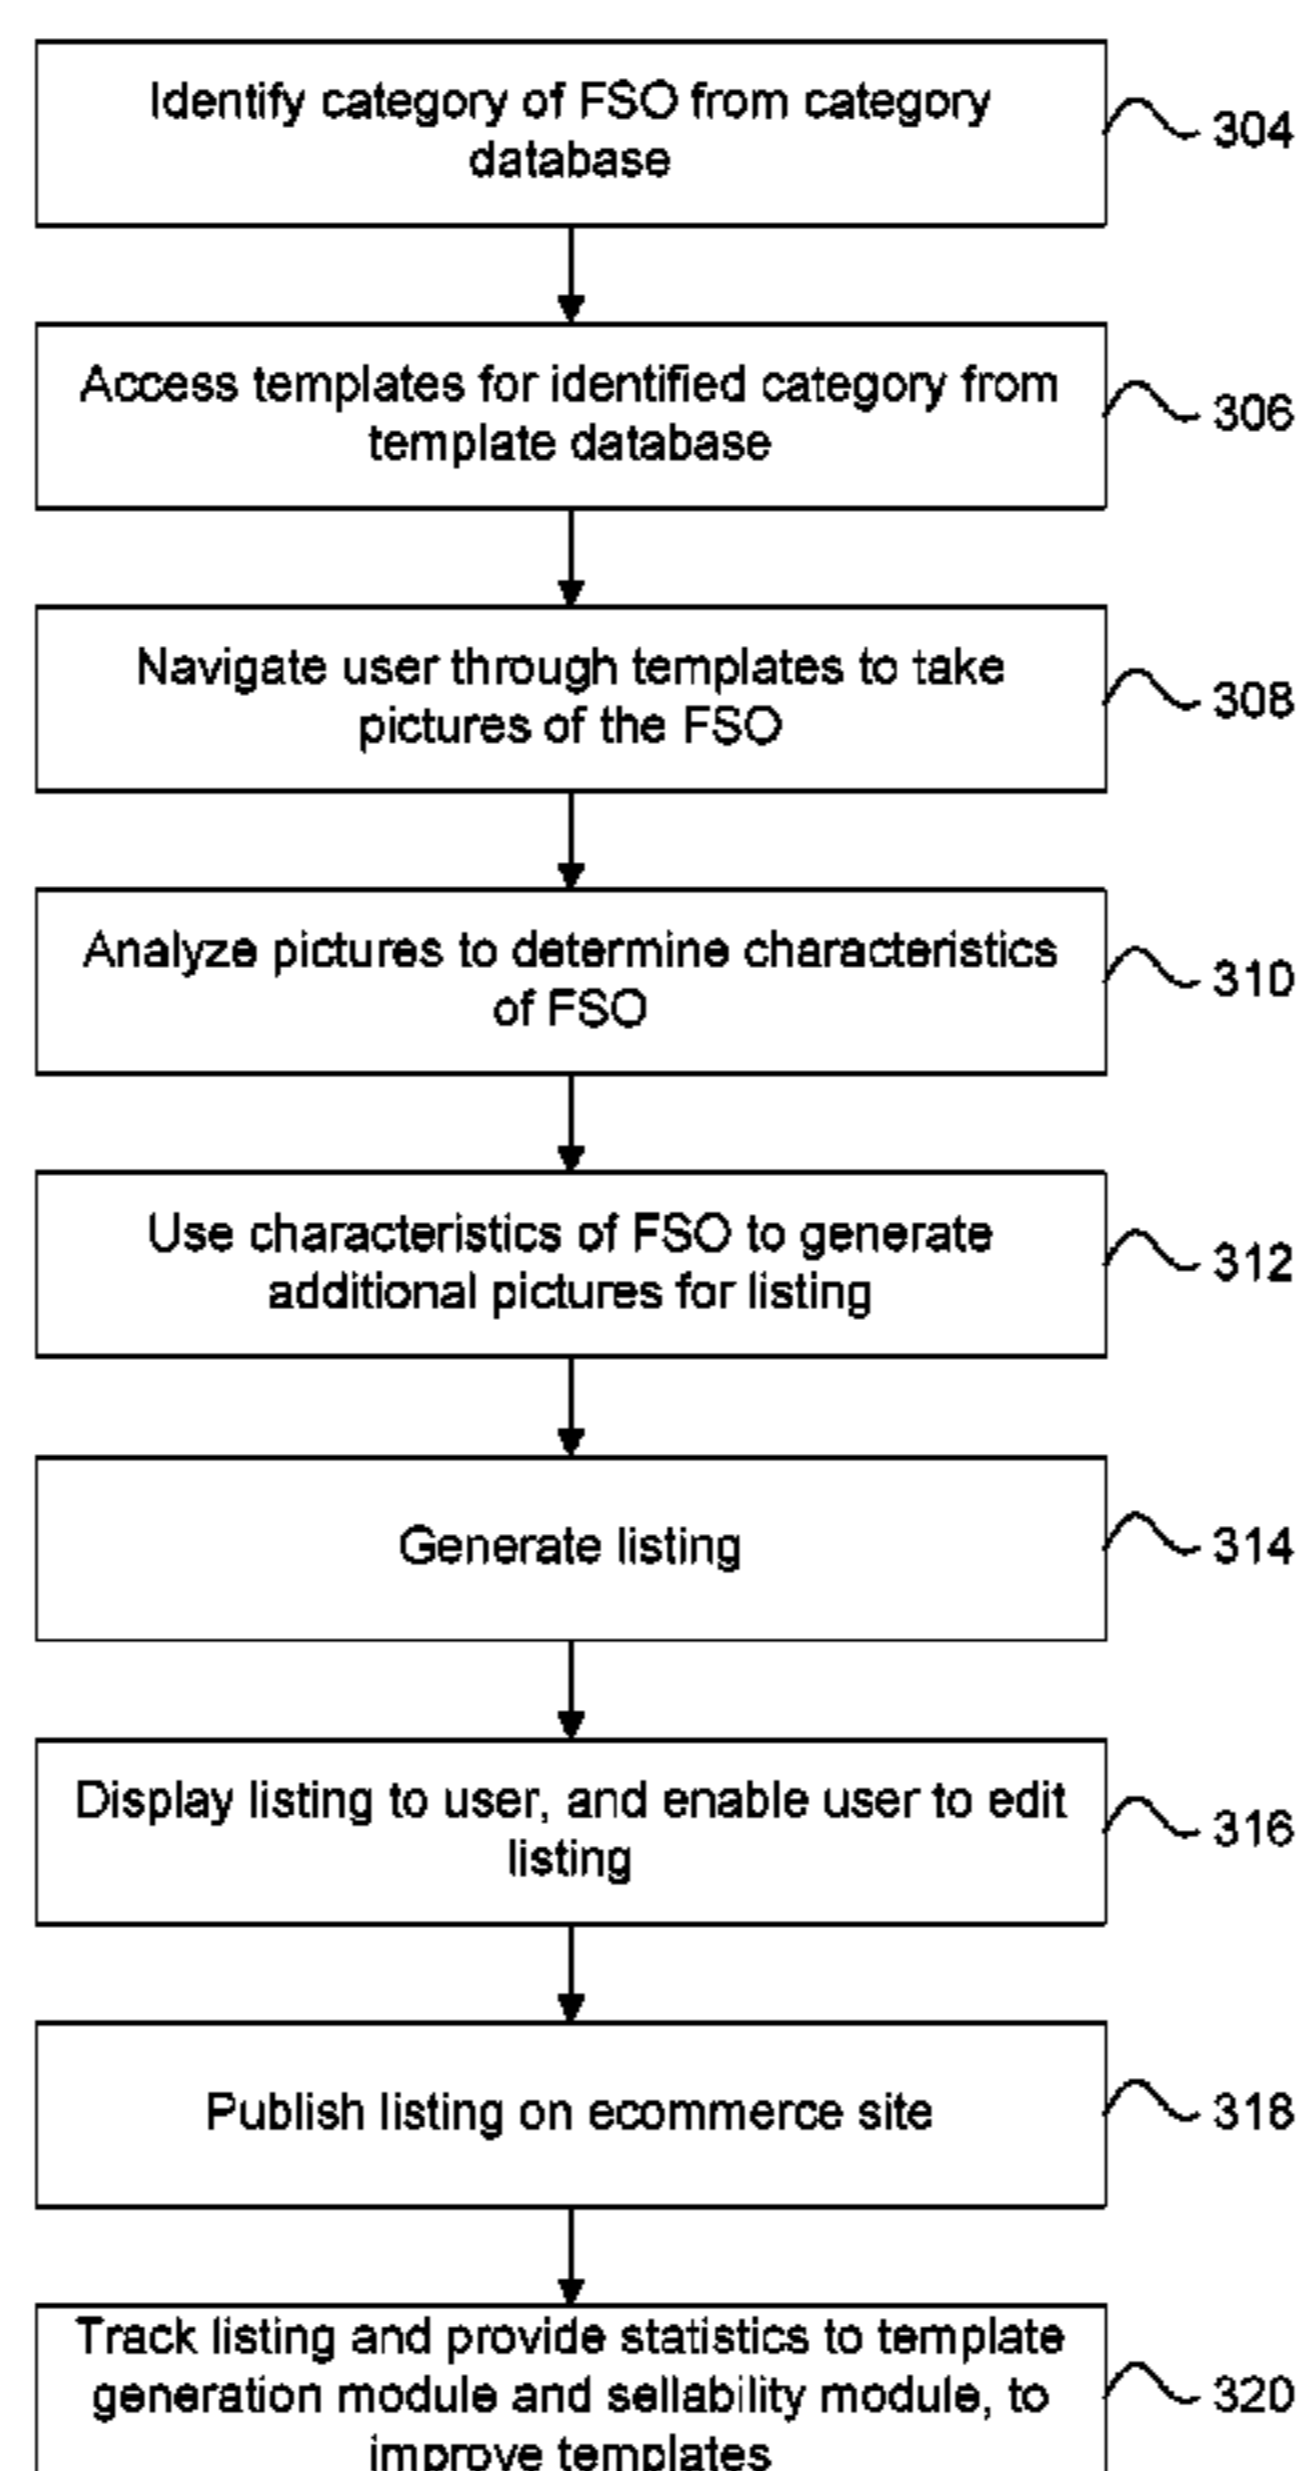 Identify category of FSO from category
database
304
Access templates for identified category from
template database
306
Navigate user through templates to take
pictures of the FSO
308
Analyze pictures to determine characteristics
of FSO
310
Use characteristics of FSO to generate
additional pictures for listing
312
Generate listing
314
Display listing to user, and enable user to edit
listing
316
Publish listing on ecommerce site
318
Track listing and provide statistics to template
generation module and sellability module, to
improve templates
320